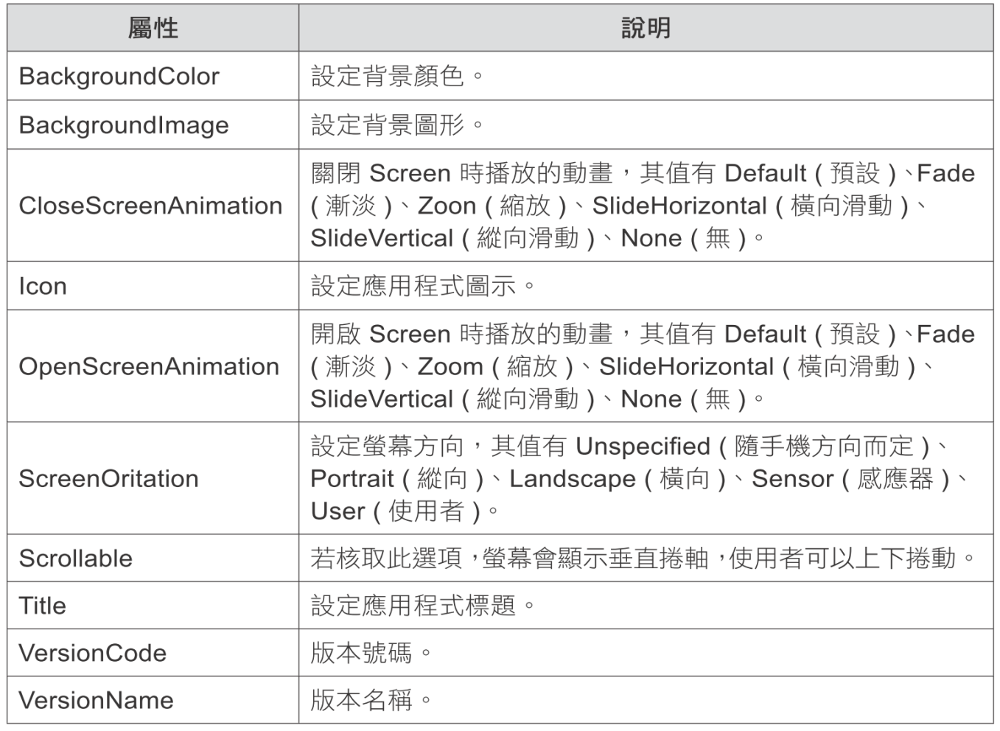 屬性 說明
BackgroundColor 設定背景顏色。
BackgroundImage 設定背景圖形。
關閉 Screen 時播放的動畫，其值有 Default ( 預設 )、Fade
CloseScreenAnimation ( 漸淡 )、Zoon ( 縮放 )、SlideHorizontal ( 橫向滑動 )、
SlideVertical ( 縱向滑動 )、None ( 無 )。
Icon 設定應用程式圖示。
開啟 Screen 時播放的動畫，其值有 Default ( 預設 )、Fade
OpenScreenAnimation ( 漸淡 )、Zoom ( 縮放 )、SlideHorizontal ( 橫向滑動 )、
SlideVertical ( 縱向滑動 )、None ( 無 )。
設定螢幕方向，其值有 Unspecified ( 隨手機方向而定 )、
ScreenOritation Portrait ( 縱向 )、Landscape ( 橫向 )、Sensor ( 感應器 )、
User ( 使用者 )。
Scrollable 若核取此選項，螢幕會顯示垂直捲軸，使用者可以上下捲動。
Title 設定應用程式標題。
VersionCode 版本號碼。
VersionName 版本名稱。